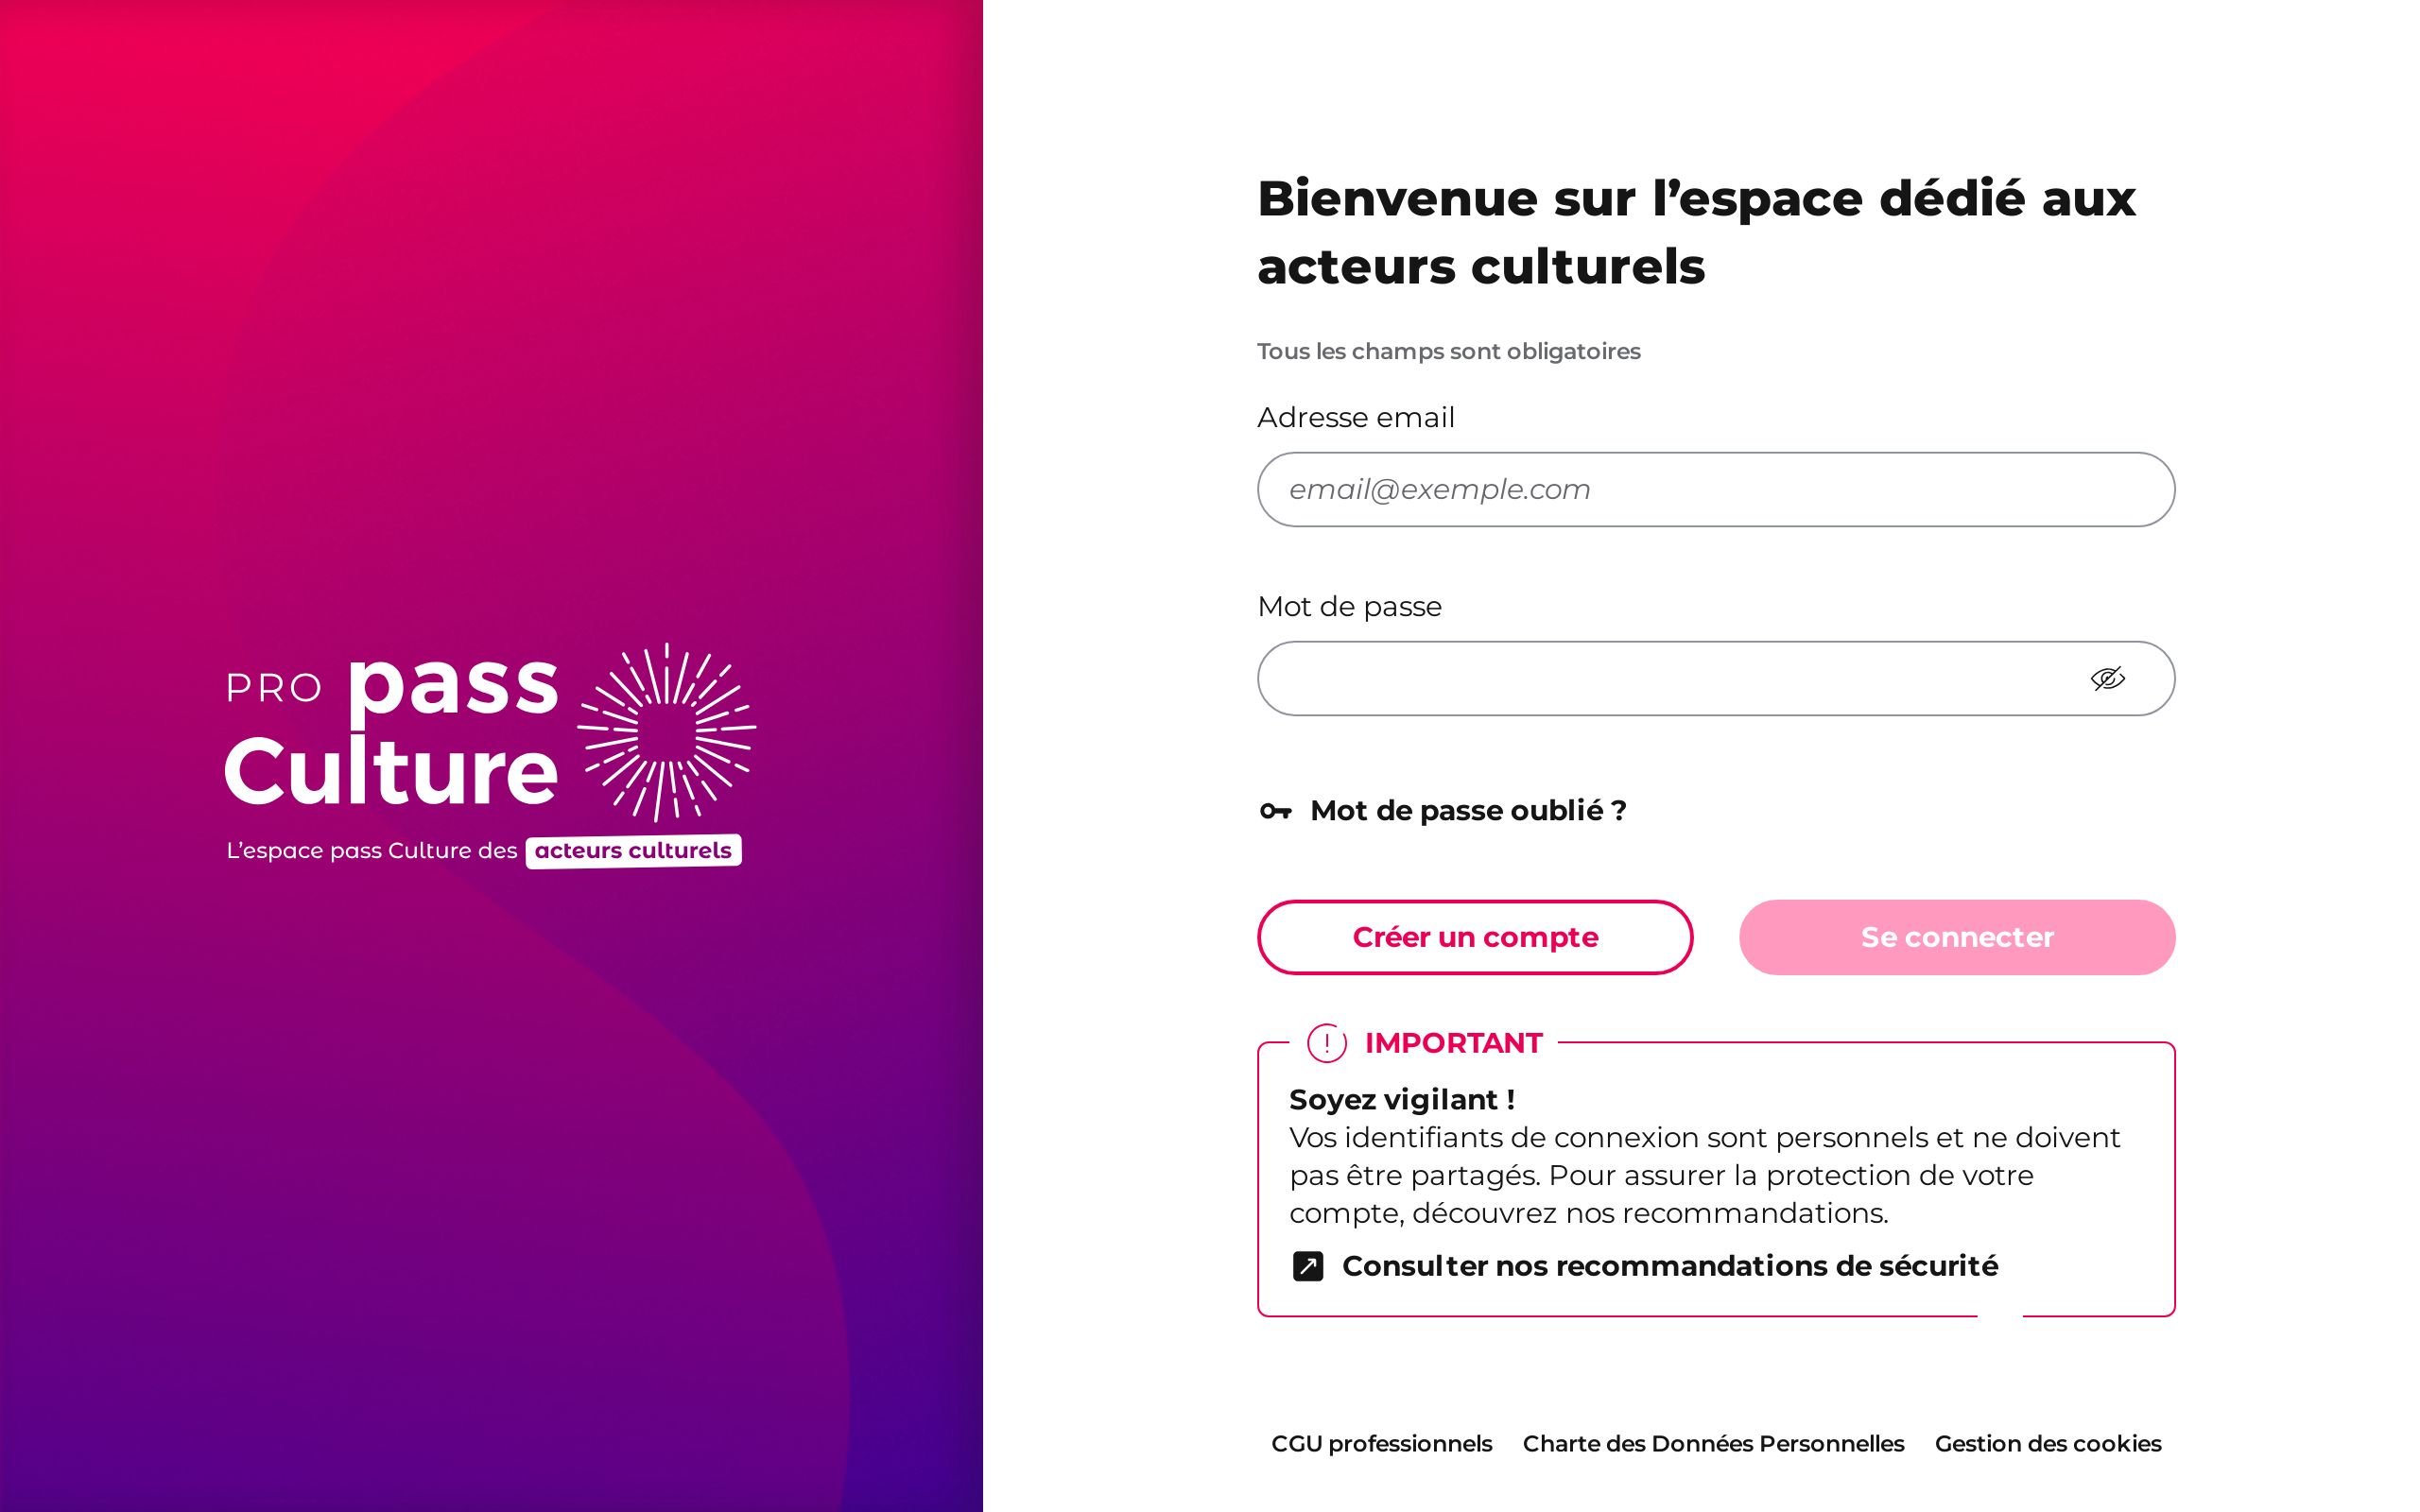 PRO pass
Culture
L’espace pass Culture des acteurs culturels
Bienvenue sur l’espace dédié aux
acteurs culturels
Tous les champs sont obligatoires
Adresse email
email@exemple.com
Mot de passe
Mot de passe oublié ?
Créer un compte
Se connecter
IMPORTANT
Soyez vigilant !
Vos identifiants de connexion sont personnels et ne doivent
pas être partagés. Pour assurer la protection de votre
compte, découvrez nos recommandations.
Consulter nos recommandations de sécurité
CGU professionnels
Charte des Données Personnelles
Gestion des cookies